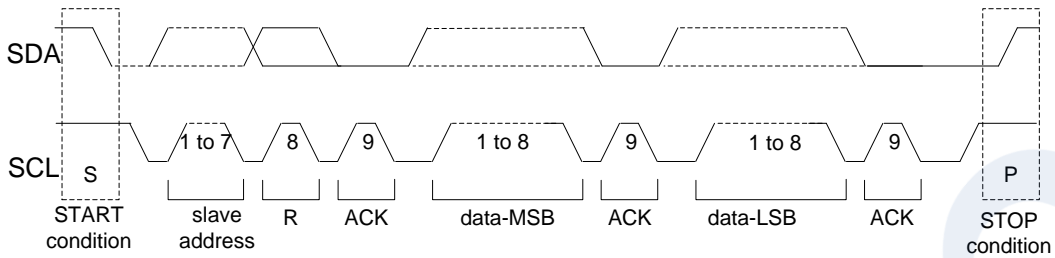 SDA
1 to 7 8 9 1 to 8 9 1 to 8 9
SCL S P
START condition
slave address
R
ACK
data-MSB
ACK
data-LSB
ACK
STOP condition